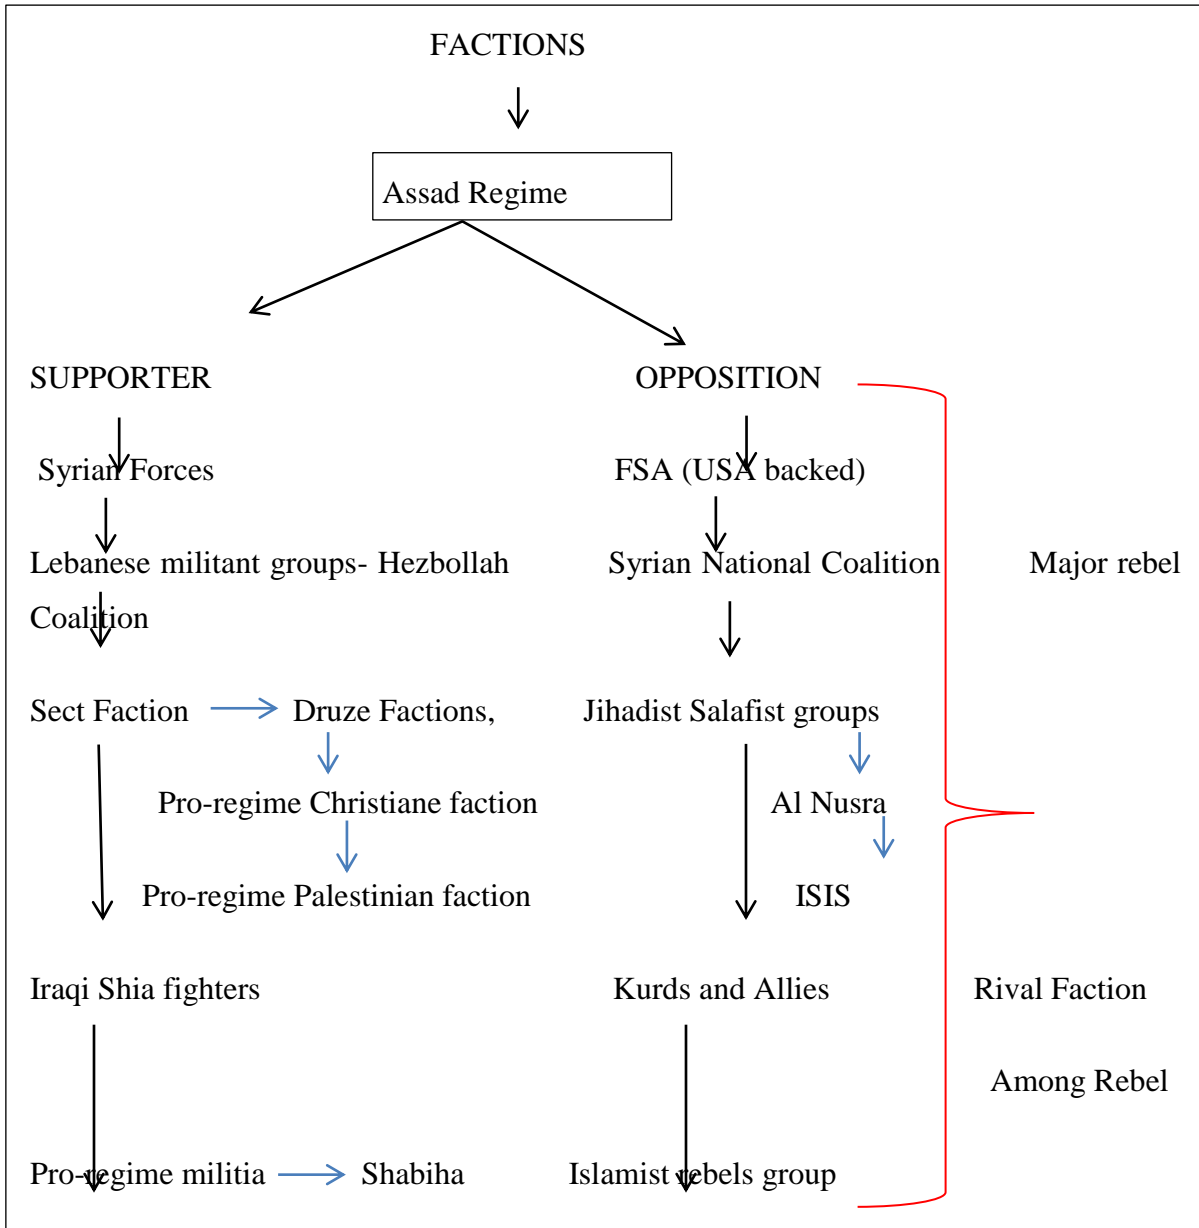 FACTIONS
Assad Regime
SUPPORTER OPPOSITION
Syrian Forces FSA (USA backed)
Lebanese militant groups- Hezbollah Syrian National Coalition Major rebel
Coalition
Sect Faction Druze Factions, Jihadist Salafist groups
Pro-regime Christiane faction Al Nusra
Pro-regime Palestinian faction ISIS
Iraqi Shia fighters Kurds and Allies Rival Faction
Among Rebel
Pro-regime militia Shabiha Islamist rebels group